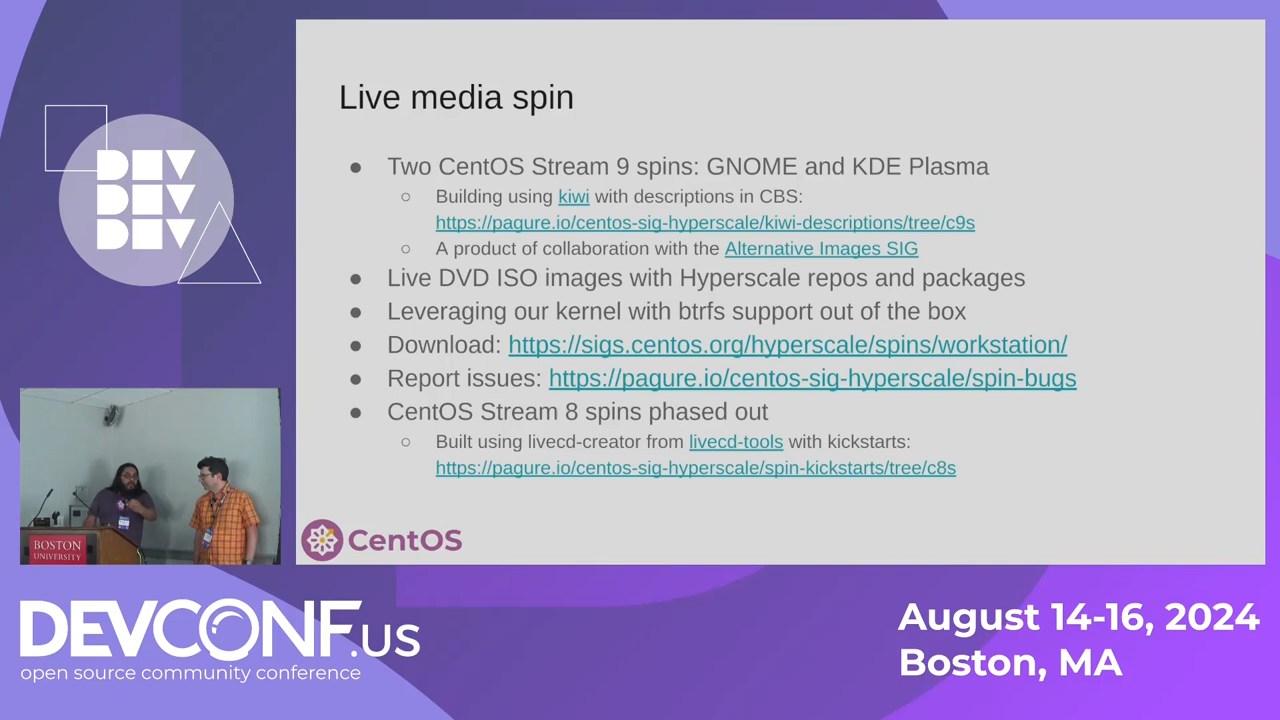 DEV
DEV
DEV
Live media spin
● Two CentOS Stream 9 spins: GNOME and KDE Plasma
○ Building using kiwi with descriptions in CBS:
https://pagure.io/centos-sig-hyperscale/kiwi-descriptions/tree/c9s
○ A product of collaboration with the Alternative Images SIG
● Live DVD ISO images with Hyperscale repos and packages
● Leveraging our kernel with btrfs support out of the box
● Download: https://sigs.centos.org/hyperscale/spins/workstation/
● Report issues: https://pagure.io/centos-sig-hyperscale/spin-bugs
● CentOS Stream 8 spins phased out
○ Built using livecd-creator from livecd-tools with kickstarts:
https://pagure.io/centos-sig-hyperscale/spin-kickstarts/tree/c8s
CentOS
BOSTON
UNIVERSITY
DEVCONF.US
open source community conference
August 14-16, 2024
Boston, MA